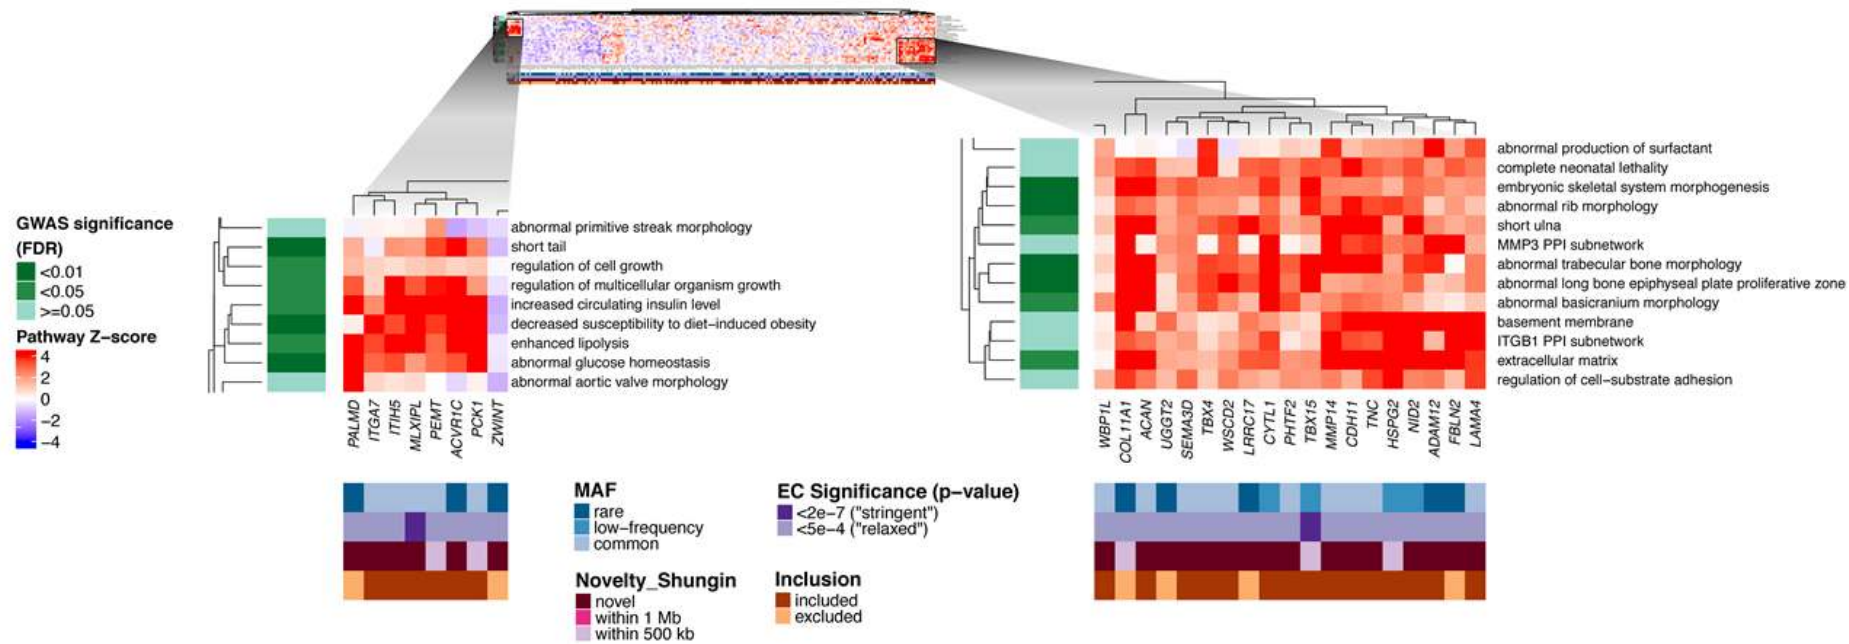 GWAS significance
(FDR)
<0.01
<0.05
>=0.05
Pathway Z-score
4
2
0
−2
−4
abnormal primitive streak morphology
short tail
regulation of cell growth
regulation of multicellular organism growth
increased circulating insulin level
decreased susceptibility to diet−induced obesity
enhanced lipolysis
abnormal glucose homeostasis
abnormal aortic valve morphology
PALMD
ITGA7
ITIH5
MLXIPL
PEMT
ACVR1C
PCK1
ZWINT
abnormal production of surfactant
complete neonatal lethality
embryonic skeletal system morphogenesis
abnormal rib morphology
short ulna
MMP3 PPI subnetwork
abnormal trabecular bone morphology
abnormal long bone epiphyseal plate proliferative zone
abnormal basicranium morphology
basement membrane
ITGB1 PPI subnetwork
extracellular matrix
regulation of cell−substrate adhesion
WBP1L
COL11A1
ACAN
UGGT2
SEMA3D
TBX4
WSCD2
LRRC17
CYTL1
PHTF2
TBX15
MMP14
CDH11
TNC
HSPG2
NID2
ADAM12
FBLN2
LAMA4
MAF
rare
low−frequency
common
EC Significance (p−value)
<2e−7 ("stringent")
<5e−4 ("relaxed")
Novelty_Shungin
novel
within 1 Mb
within 500 kb
Inclusion
included
excluded